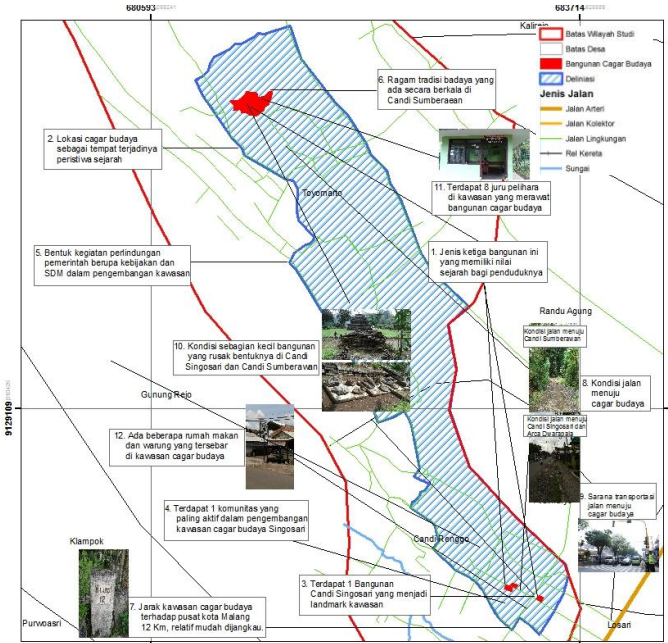 680593
683714
Kalirejo
Batas Wilayah Studi
Batas Desa
Bangunan Cagar Budaya
Deliniasi
Jenis Jalan
Jalan Arteri
Jalan Kolektor
Jalan Lingkungan
Rel Kereta
Sungai
6. Ragam tradisi badaya yang
ada secara berkala di
Candi Sumberaean
2. Lokasi cagar budaya
sebagai tempat terjadinya
peristiwa sejarah
Toyomarto
11. Terdapat 8 juru pelihara
di kawasan yang merawat
bangunan cagar budaya
5. Bentuk kegiatan perlindungan
pemerintah berupa kebijakan dan
SDM dalam pengembangan kawasan
1. Jenis ketiga bangunan ini
yang memiliki nilai
sejarah bagi penduduknya
Randu Agung
Kondisi jalan menuju
Candi Sumberawan
10. Kondisi sebagian kecil bangunan
yang rusak bentuknya di Candi
Singosari dan Candi Sumberawan
8. Kondisi jalan
menuju
cagar budaya
Gunung Rejo
9129109
Kondisi jalan menuju
Candi Singosari dan
Arca Dwarapala
12. Ada beberapa rumah makan
dan warung yang tersebar
di kawasan cagar budaya
9. Sarana transportasi
jalan menuju
cagar budaya
4. Terdapat 1 komunitas yang
paling aktif dalam pengembangan
kawasan cagar budaya Singosari
Candi Renggo
Klampok
3. Terdapat 1 Bangunan
Candi Singosari yang menjadi
landmark kawasan
7. Jarak kawasan cagar budaya
terhadap pusat kota Malang
12 Km, relatif mudah dijangkau.
Purwoasri
Losari